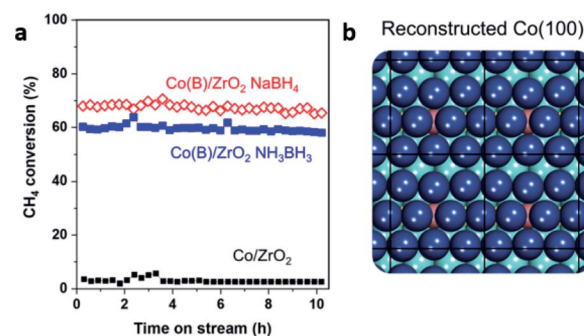 a
b
Reconstructed Co(100)
CH₄ conversion (%)
100
80
60
40
20
0
Co(B)/ZrO₂ NaBH₄
Co(B)/ZrO₂ NH₃BH₃
Co/ZrO₂
0 2 4 6 8 10
Time on stream (h)